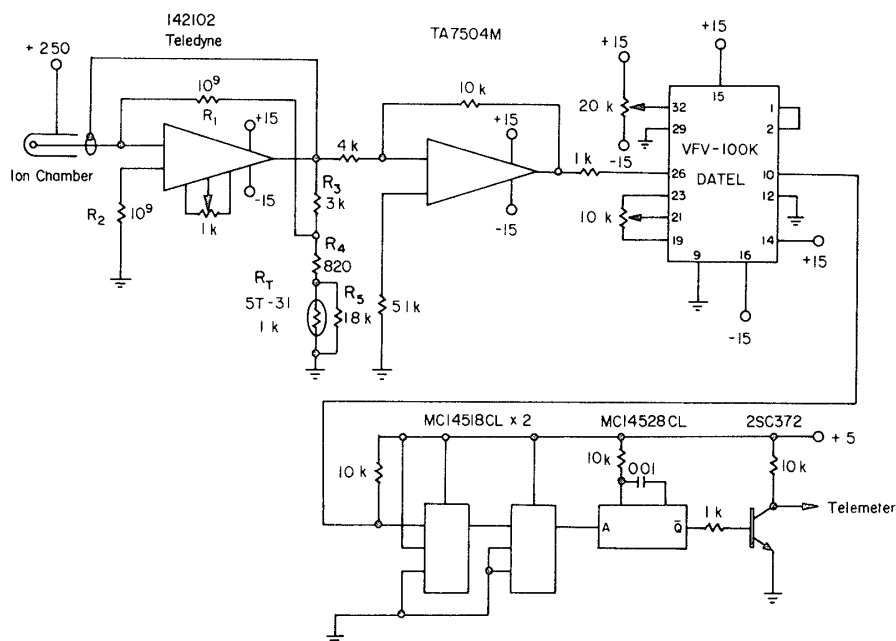 142102
Teledyne
TA7504M
+ 250
+15
+15
15
10⁹
R₁
10 k
20 k
32
1
29
2
+15
+15
-15
VFV-100K
4 k
1 k
26
10
DATEL
Ion Chamber
-15
R₃
3 k
23
12
10 k
21
R₂
10⁹
1 k
-15
19
14
R₄
820
9
16
+15
R_T
R₅
5T-31
18 k
1 k
51k
-15
MC14518CL x 2
MC14528CL
2SC372
+ 5
10 k
10k
001
10 k
A
Q̄
1 k
Telemeter